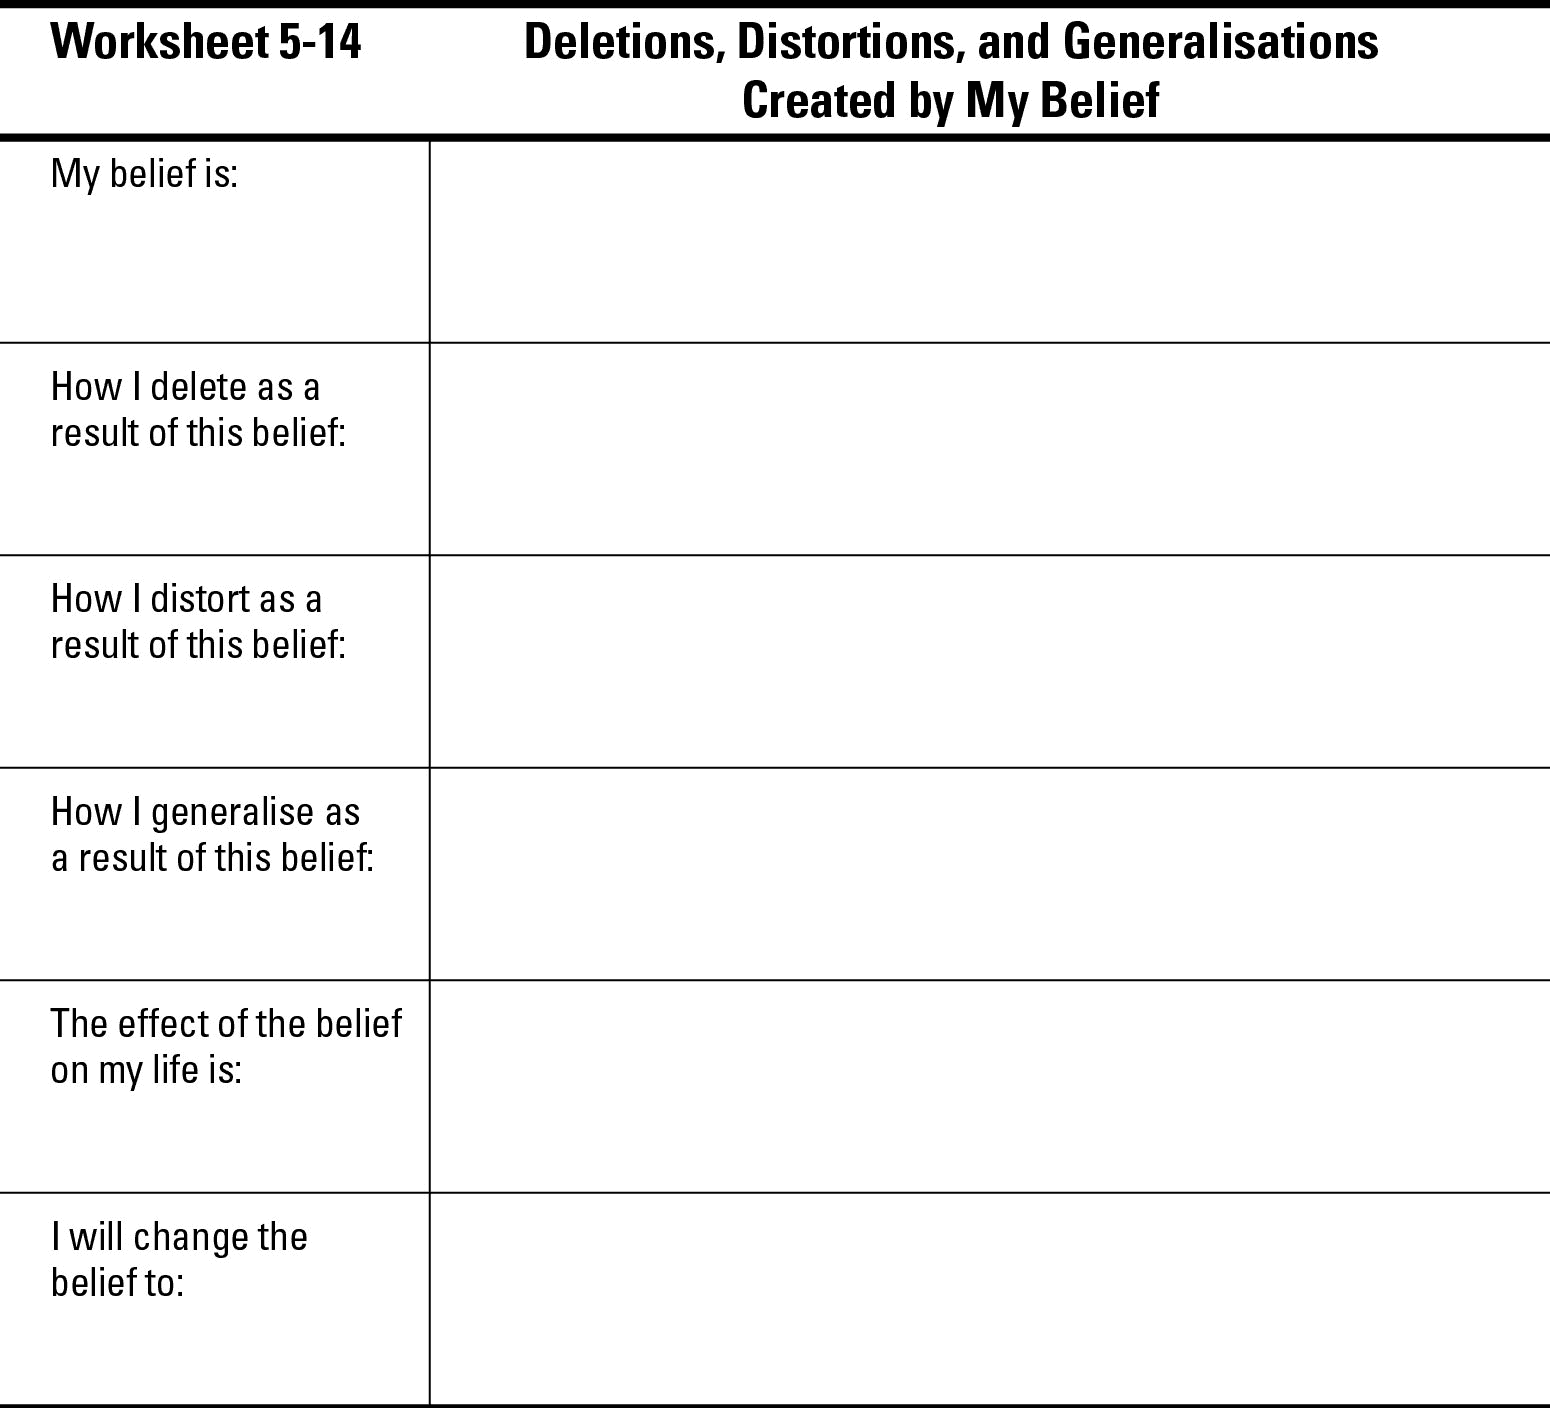 Worksheet 5-14
Deletions, Distortions, and Generalisations
Created by My Belief
My belief is:
How I delete as a
result of this belief:
How I distort as a
result of this belief:
How I generalise as
a result of this belief:
The effect of the belief
on my life is:
I will change the
belief to: